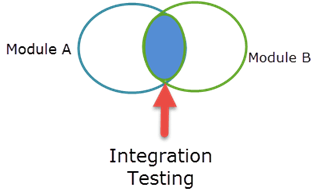 Module A
Module B
Integration
Testing